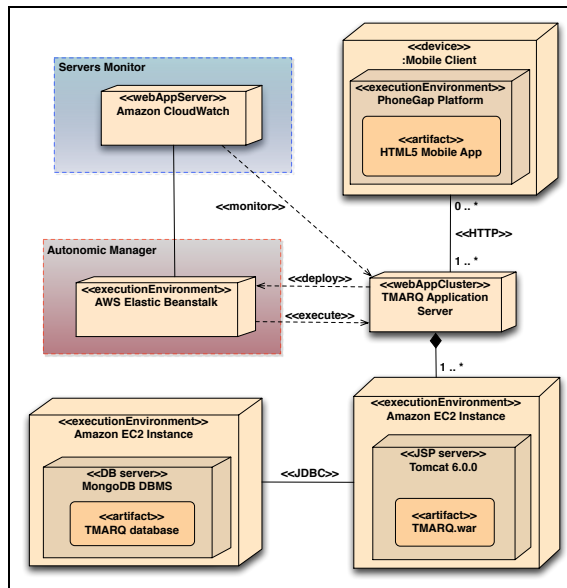 <<device>>
:Mobile Client
<<executionEnvironment>>
PhoneGap Platform
<<artifact>>
HTML5 Mobile App
Servers Monitor
<<webAppServer>>
Amazon CloudWatch
<<monitor>>
0 .. *
<<HTTP>>
1 .. *
Autonomic Manager
<<executionEnvironment>>
AWS Elastic Beanstalk
<<deploy>>
<<execute>>
<<webAppCluster>>
TMARQ Application
Server
1 .. *
<<executionEnvironment>>
Amazon EC2 Instance
<<DB server>>
MongoDB DBMS
<<artifact>>
TMARQ database
<<JDBC>>
<<executionEnvironment>>
Amazon EC2 Instance
<<JSP server>>
Tomcat 6.0.0
<<artifact>>
TMARQ.war